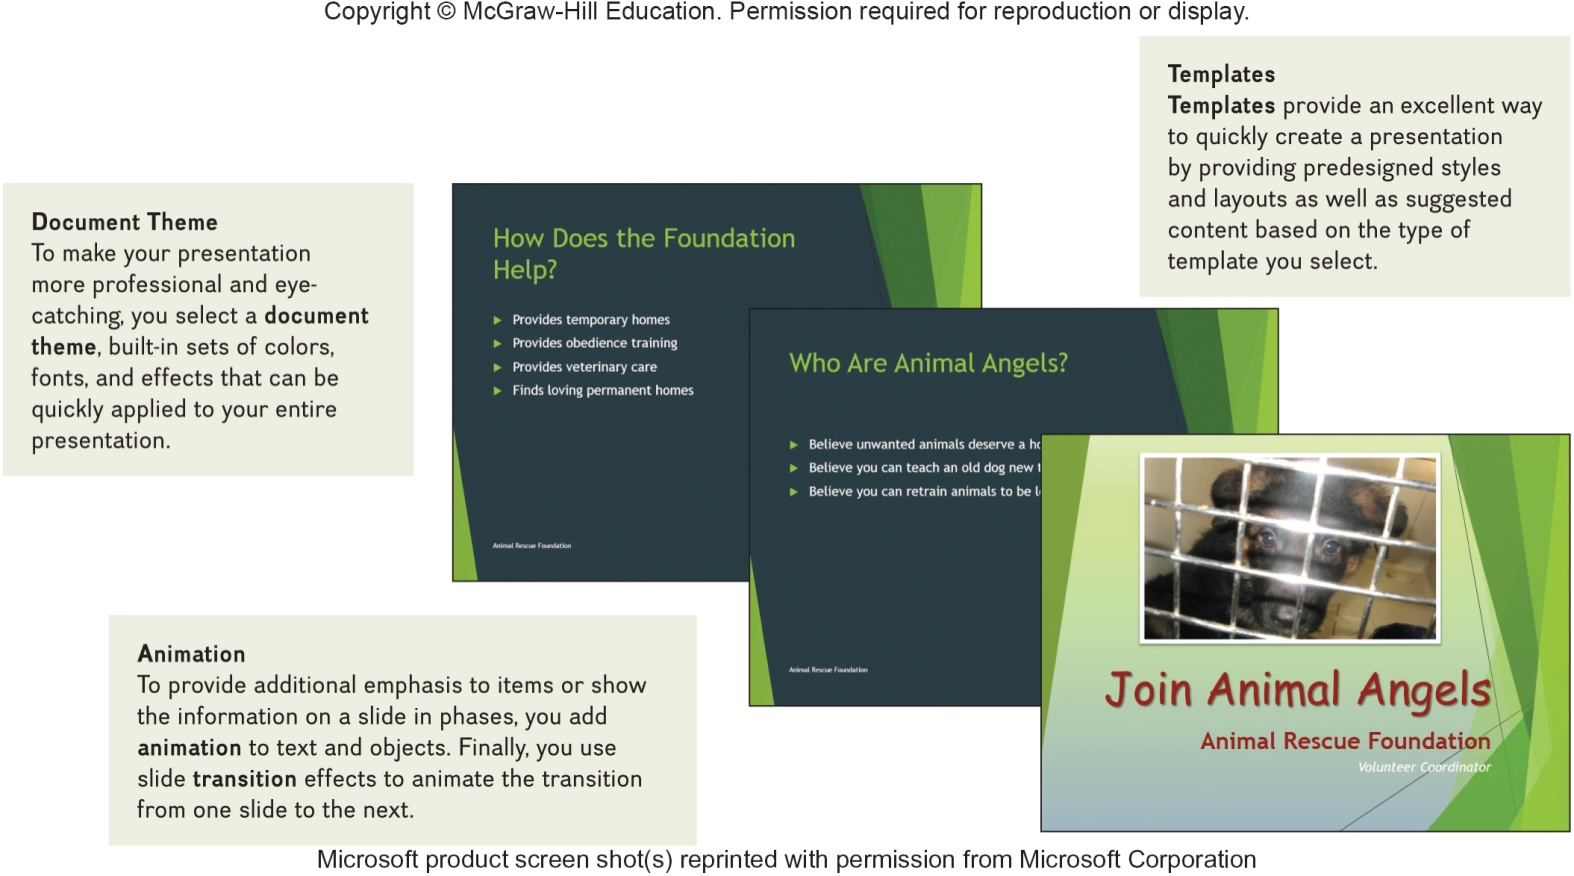 Copyright © McGraw-Hill Education. Permission required for reproduction or display.
Templates
Templates provide an excellent way
to quickly create a presentation
by providing predesigned styles
and layouts as well as suggested
content based on the type of
template you select.
Document Theme
To make your presentation
more professional and eye-
catching, you select a document
theme, built-in sets of colors,
fonts, and effects that can be
quickly applied to your entire
presentation.
How Does the Foundation
Help?
Provides temporary homes
Provides obedience training
Provides veterinary care
Finds loving permanent homes
Animal Rescue Foundation
Who Are Animal Angels?
Believe unwanted animals deserve a
Believe you can teach an old dog new
Believe you can retrain animals to be
Animal Rescue Foundation
Join Animal Angels
Animal Rescue Foundation
Volunteer Coordinator
Animation
To provide additional emphasis to items or show
the information on a slide in phases, you add
animation to text and objects. Finally, you use
slide transition effects to animate the transition
from one slide to the next.
Microsoft product screen shot(s) reprinted with permission from Microsoft Corporation